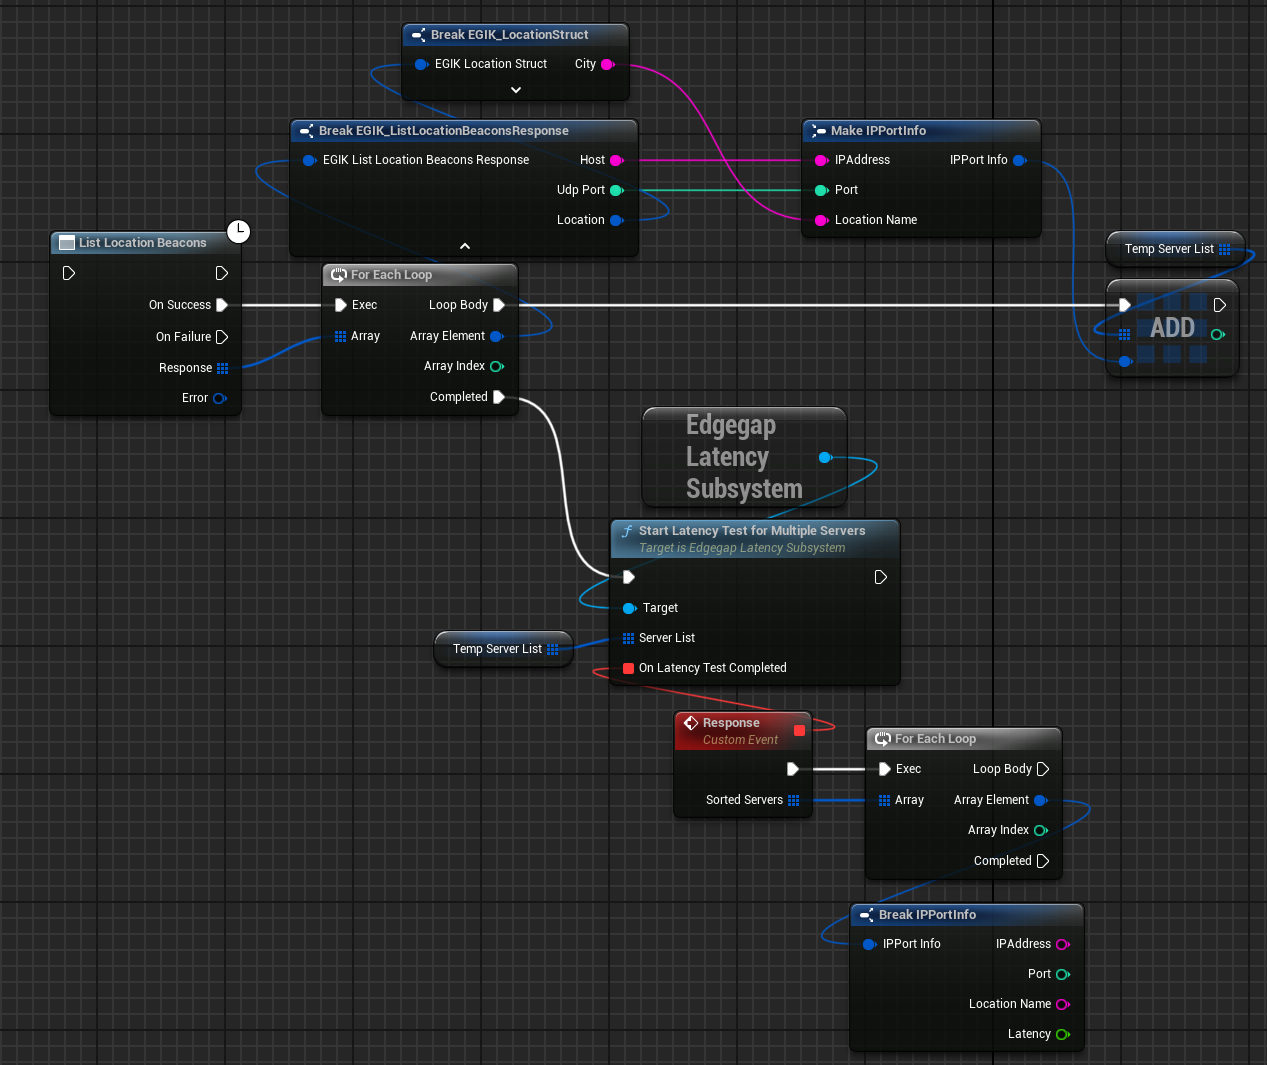 Break EGIK_LocationStruct
EGIK Location Struct City
Break EGIK_ListLocationBeaconsResponse
EGIK List Location Beacons Response Host
Udp Port
Location
Make IPPortInfo
IPAddress IPPort Info
Port
Location Name
List Location Beacons
On Success
On Failure
Response
Error
For Each Loop
Exec Loop Body
Array Array Element
Array Index
Completed
Temp Server List
ADD
Edgegap
Latency
Subsystem
Start Latency Test for Multiple Servers
Target is Edgegap Latency Subsystem
Target
Server List
On Latency Test Completed
Temp Server List
Response
Custom Event
Sorted Servers
For Each Loop
Exec Loop Body
Array Array Element
Array Index
Completed
Break IPPortInfo
IPPort Info IPAddress
Port
Location Name
Latency